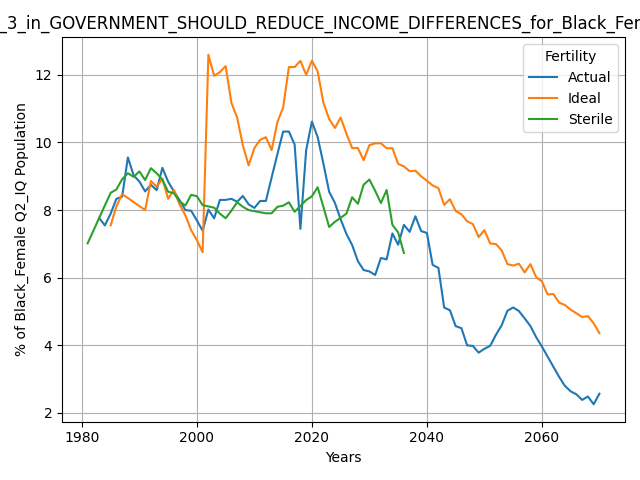 _3_in_GOVERNMENT_SHOULD_REDUCE_INCOME_DIFFERENCES_for_Black_Fer
Fertility
Actual
Ideal
Sterile
% of Black_Female Q2_IQ Population
12
10
8
6
4
2
1980
2000
2020
2040
2060
Years